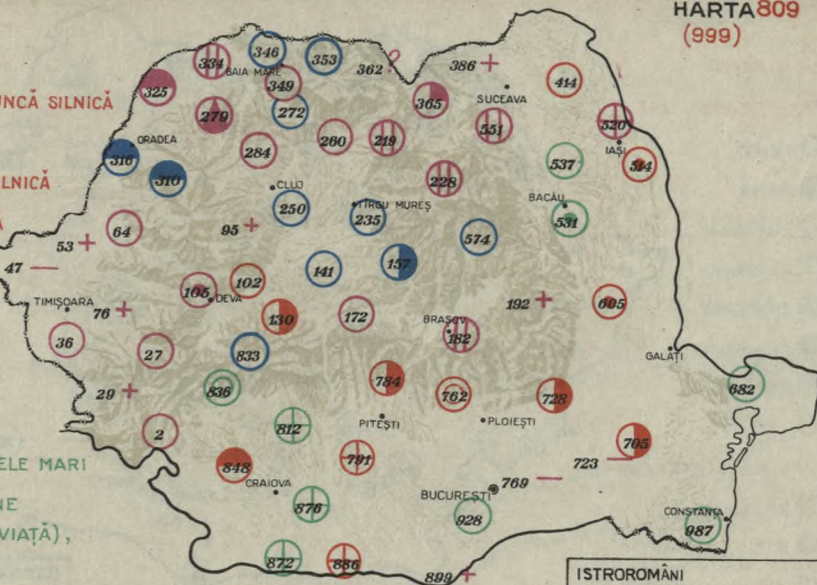 HARTA 809
(999)
334
346
353
362 ?
386 +
BAIA MARE
349
414
325
365
SUCEAVA
NCĂ SILNICĂ
279
272
551
520
ORADEA
260
219
IAȘI
316
284
537
514
LNICĂ
310
CLUJ
228
BACĂU
TÎRGU MUREȘ
250
235
531
64
95 +
574
53 +
47 —
141
157
105
102
DEVA
192 +
605
TIMIȘOARA
76 +
130
172
BRAȘOV
182
36
27
833
GALAȚI
784
682
29 +
836
762
728
PITEȘTI
PLOIEȘTI
2
812
705
ELE MARI
791
723 —
848
CRAIOVA
769 —
NE
BUCUREȘTI
876
CONSTANȚA
VIAȚĂ),
928
987
872
886
899 +
ISTROROMÂNI